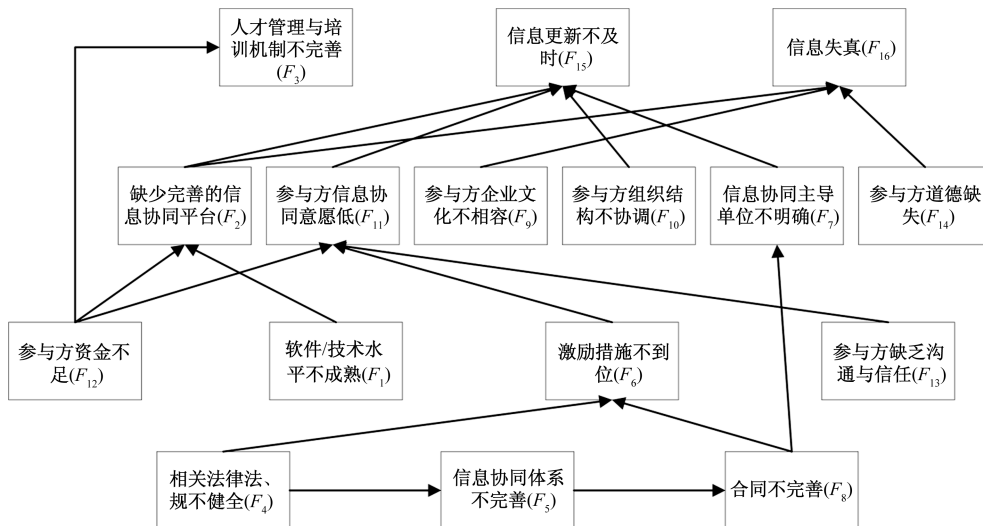 人才管理与培
训机制不完善
(F3)
信息更新不及
时(F15)
信息失真(F16)
缺少完善的信
息协同平台(F2)
参与方信息协
同意愿低(F11)
参与方企业文
化不相容(F9)
参与方组织结
构不协调(F10)
信息协同主导
单位不明确(F7)
参与方道德缺
失(F14)
参与方资金不
足(F12)
软件/技术水
平不成熟(F1)
激励措施不到
位(F6)
参与方缺乏沟
通与信任(F13)
相关法律法、
规不健全(F4)
信息协同体系
不完善(F5)
合同不完善(F8)